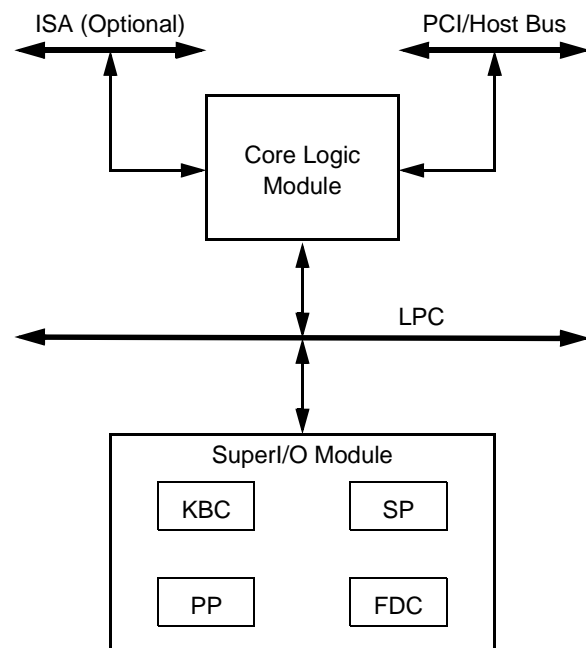 ISA (Optional)
PCI/Host Bus
Core Logic
Module
LPC
SuperI/O Module
KBC
SP
PP
FDC